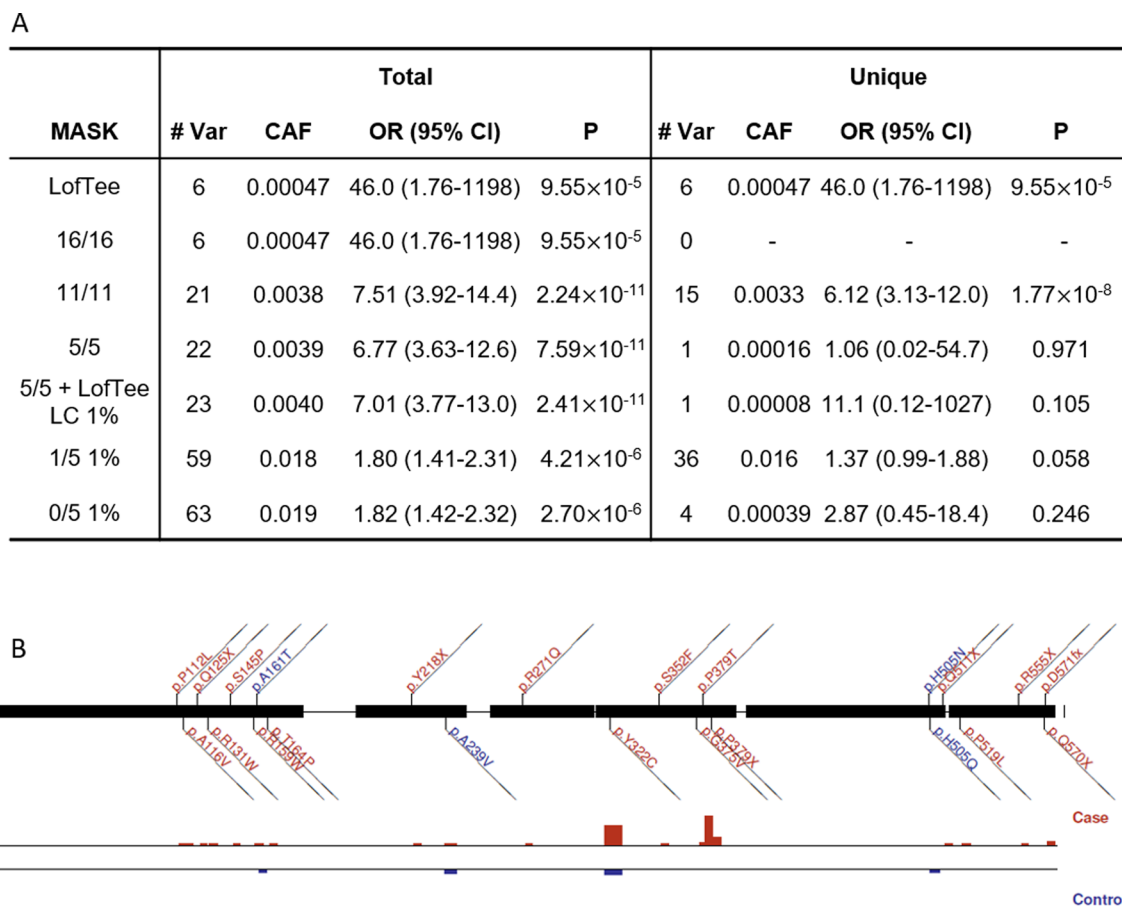 A
Total Unique
MASK # Var CAF OR (95% CI) P # Var CAF OR (95% CI) P
LofTee 6 0.00047 46.0 (1.76-1198) 9.55×10-5 6 0.00047 46.0 (1.76-1198) 9.55×10-5
16/16 6 0.00047 46.0 (1.76-1198) 9.55×10-5 0 - - -
11/11 21 0.0038 7.51 (3.92-14.4) 2.24×10-11 15 0.0033 6.12 (3.13-12.0) 1.77×10-8
5/5 22 0.0039 6.77 (3.63-12.6) 7.59×10-11 1 0.00016 1.06 (0.02-54.7) 0.971
5/5 + LofTee
LC 1% 23 0.0040 7.01 (3.77-13.0) 2.41×10-11 1 0.00008 11.1 (0.12-1027) 0.105
1/5 1% 59 0.018 1.80 (1.41-2.31) 4.21×10-6 36 0.016 1.37 (0.99-1.88) 0.058
0/5 1% 63 0.019 1.82 (1.42-2.32) 2.70×10-6 4 0.00039 2.87 (0.45-18.4) 0.246
B
p.P112L
p.Q125X
p.S145P
p.A161T
p.Y218X
p.R271Q
p.S352F
p.P379T
p.H505N
p.Q511X
p.R555X
p.D571fx
p.A116V
p.R131W
p.R159W
p.T164P
p.A239V
p.Y322C
p.G375V
p.P379X
p.H505Q
p.P519L
p.Q570X
Case
Contro